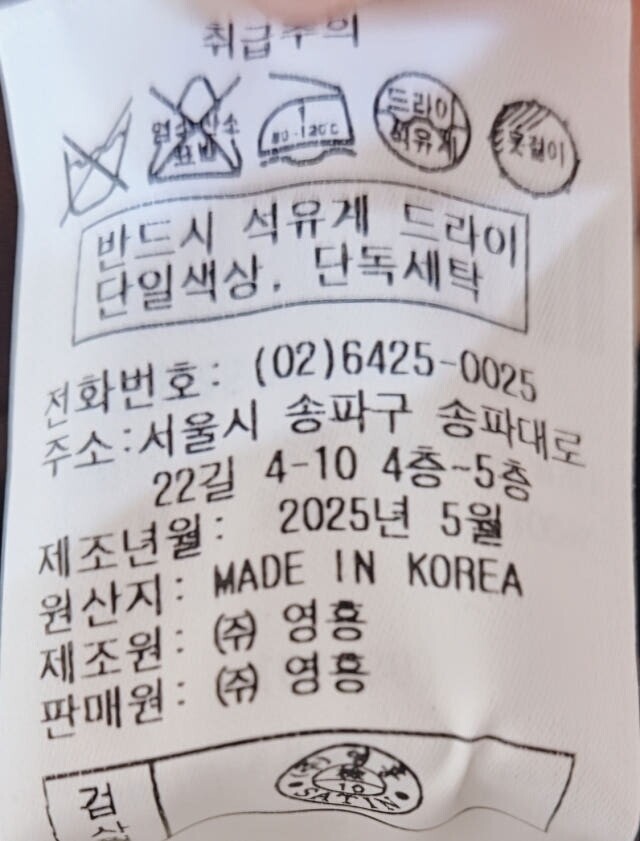 취급주의
염소 산소 표백
80-120℃
드라이
석유계
옷걸이
반드시 석유게 드라이
단일색상, 단독세탁
전화번호: (02)6425-0025
주소:서울시 송파구 송파대로
22길 4-10 4층~5층
제조년월: 2025년 5월
원산지: MADE IN KOREA
제조원: ㈜ 영흥
판매원: ㈜ 영흥
검
10
SATIN